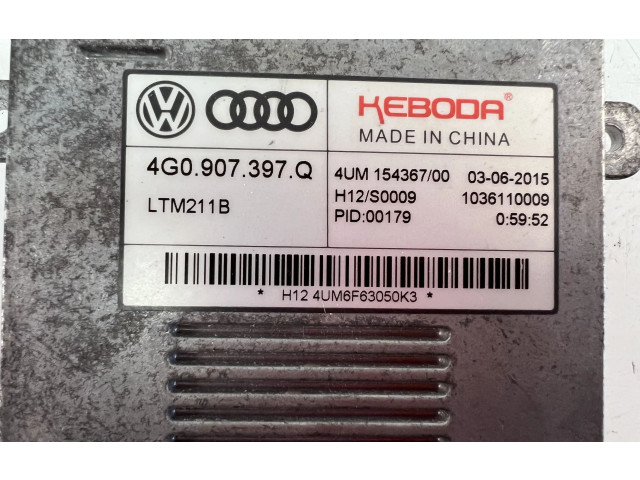 KEBODA®
MADE IN CHINA
4G0.907.397.Q
LTM211B
4UM 154367/00 03-06-2015
H12/S0009 1036110009
PID:00179 0:59:52
* H12 4UM6F63050K3 *